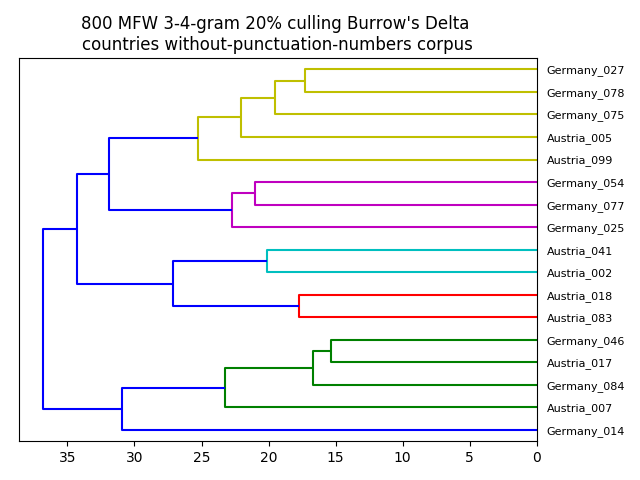 800 MFW 3-4-gram 20% culling Burrow's Delta
countries without-punctuation-numbers corpus
Germany_027
Germany_078
Germany_075
Austria_005
Austria_099
Germany_054
Germany_077
Germany_025
Austria_041
Austria_002
Austria_018
Austria_083
Germany_046
Austria_017
Germany_084
Austria_007
Germany_014
35 30 25 20 15 10 5 0